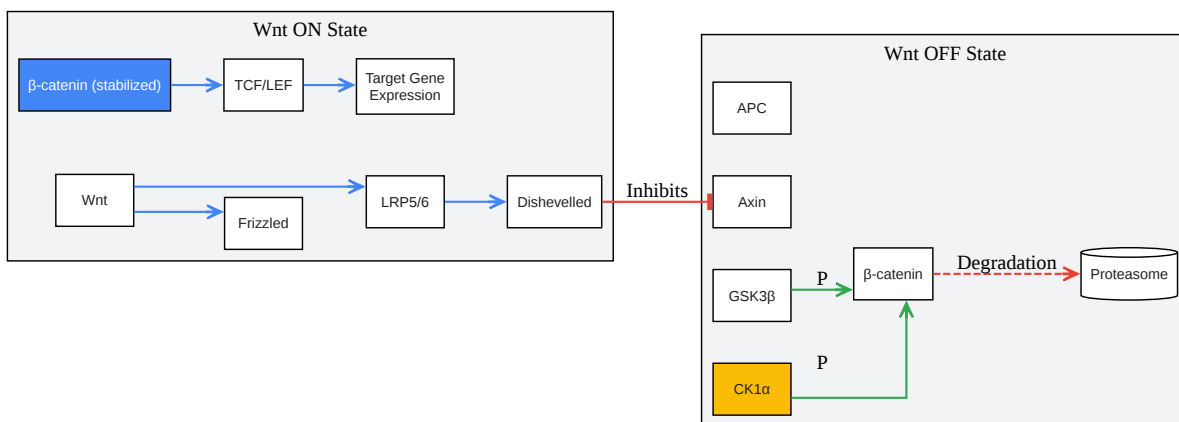 Wnt ON State
β-catenin (stabilized)
TCF/LEF
Target Gene
Expression
Wnt
Frizzled
LRP5/6
Dishevelled
Inhibits
Wnt OFF State
APC
Axin
GSK3β
P
β-catenin
Degradation
Proteasome
P
CK1α